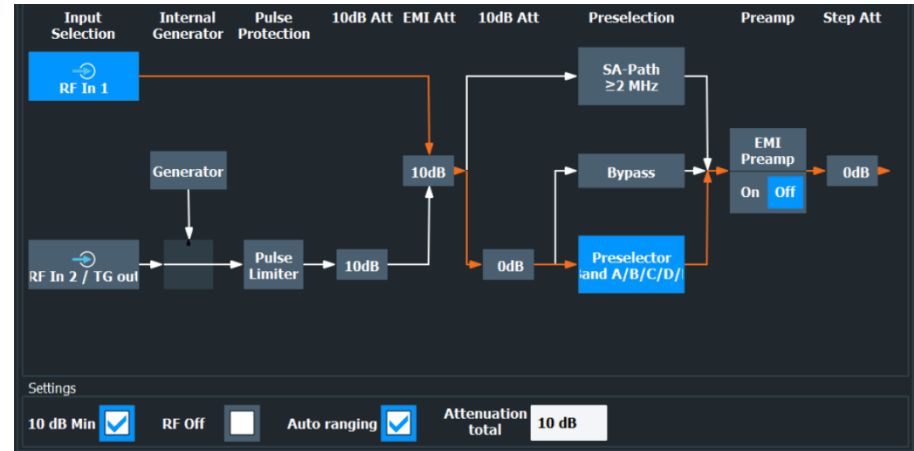 Input Selection
Internal Generator
Pulse Protection
10dB Att
EMI Att
10dB Att
Preselection
Preamp
Step Att
RF In 1
SA-Path
≥2 MHz
EMI
Preamp
On Off
Generator
10dB
Bypass
0dB
RF In 2 / TG out
Pulse
Limiter
10dB
0dB
Preselector
and A/B/C/D/
Settings
10 dB Min
RF Off
Auto ranging
Attenuation
total
10 dB